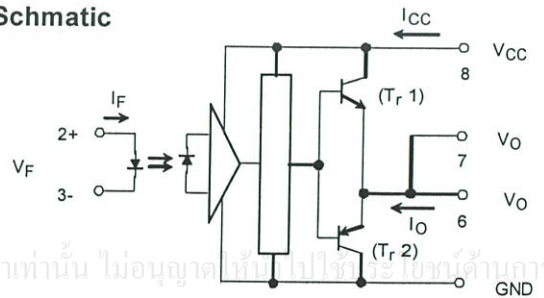 Schmatic
ICC
VCC
8
(Tr 1)
IF
2+
VO
7
VF
3-
VO
6
IO
(Tr 2)
าเท่านั้น ไม่อนุญาตให้นำไปใช้ประโยชน์ด้านการ
GND
5